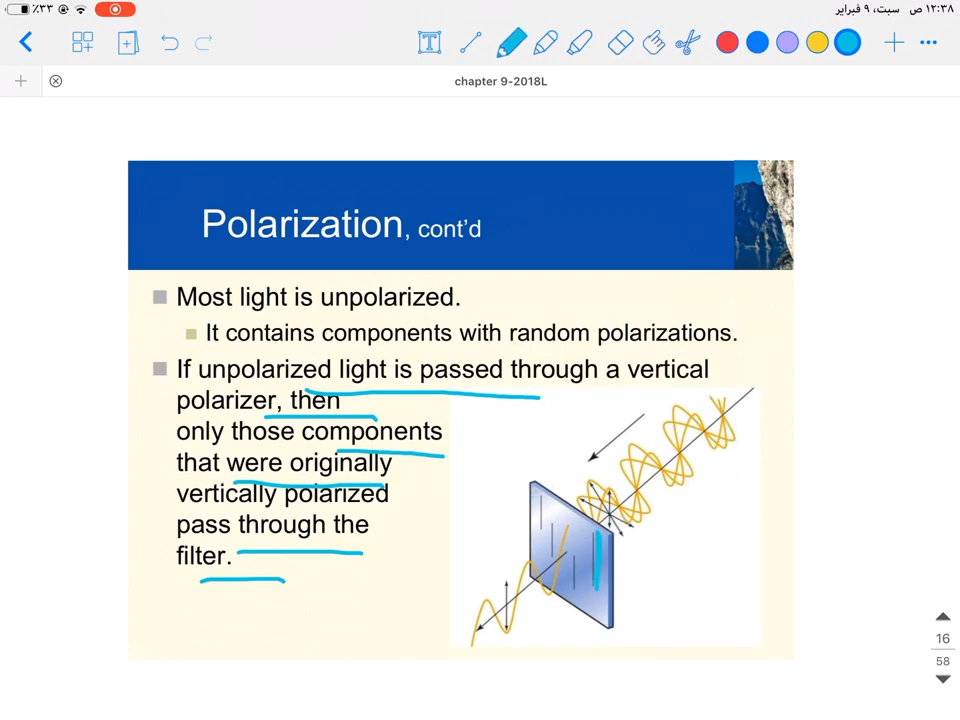 ٪٣٣ ١٢:٣٨ ص سبت، ٩ فبراير
chapter 9-2018L
Polarization, cont'd
Most light is unpolarized.
It contains components with random polarizations.
If unpolarized light is passed through a vertical
polarizer, then
only those components
that were originally
vertically polarized
pass through the
filter.
16
58